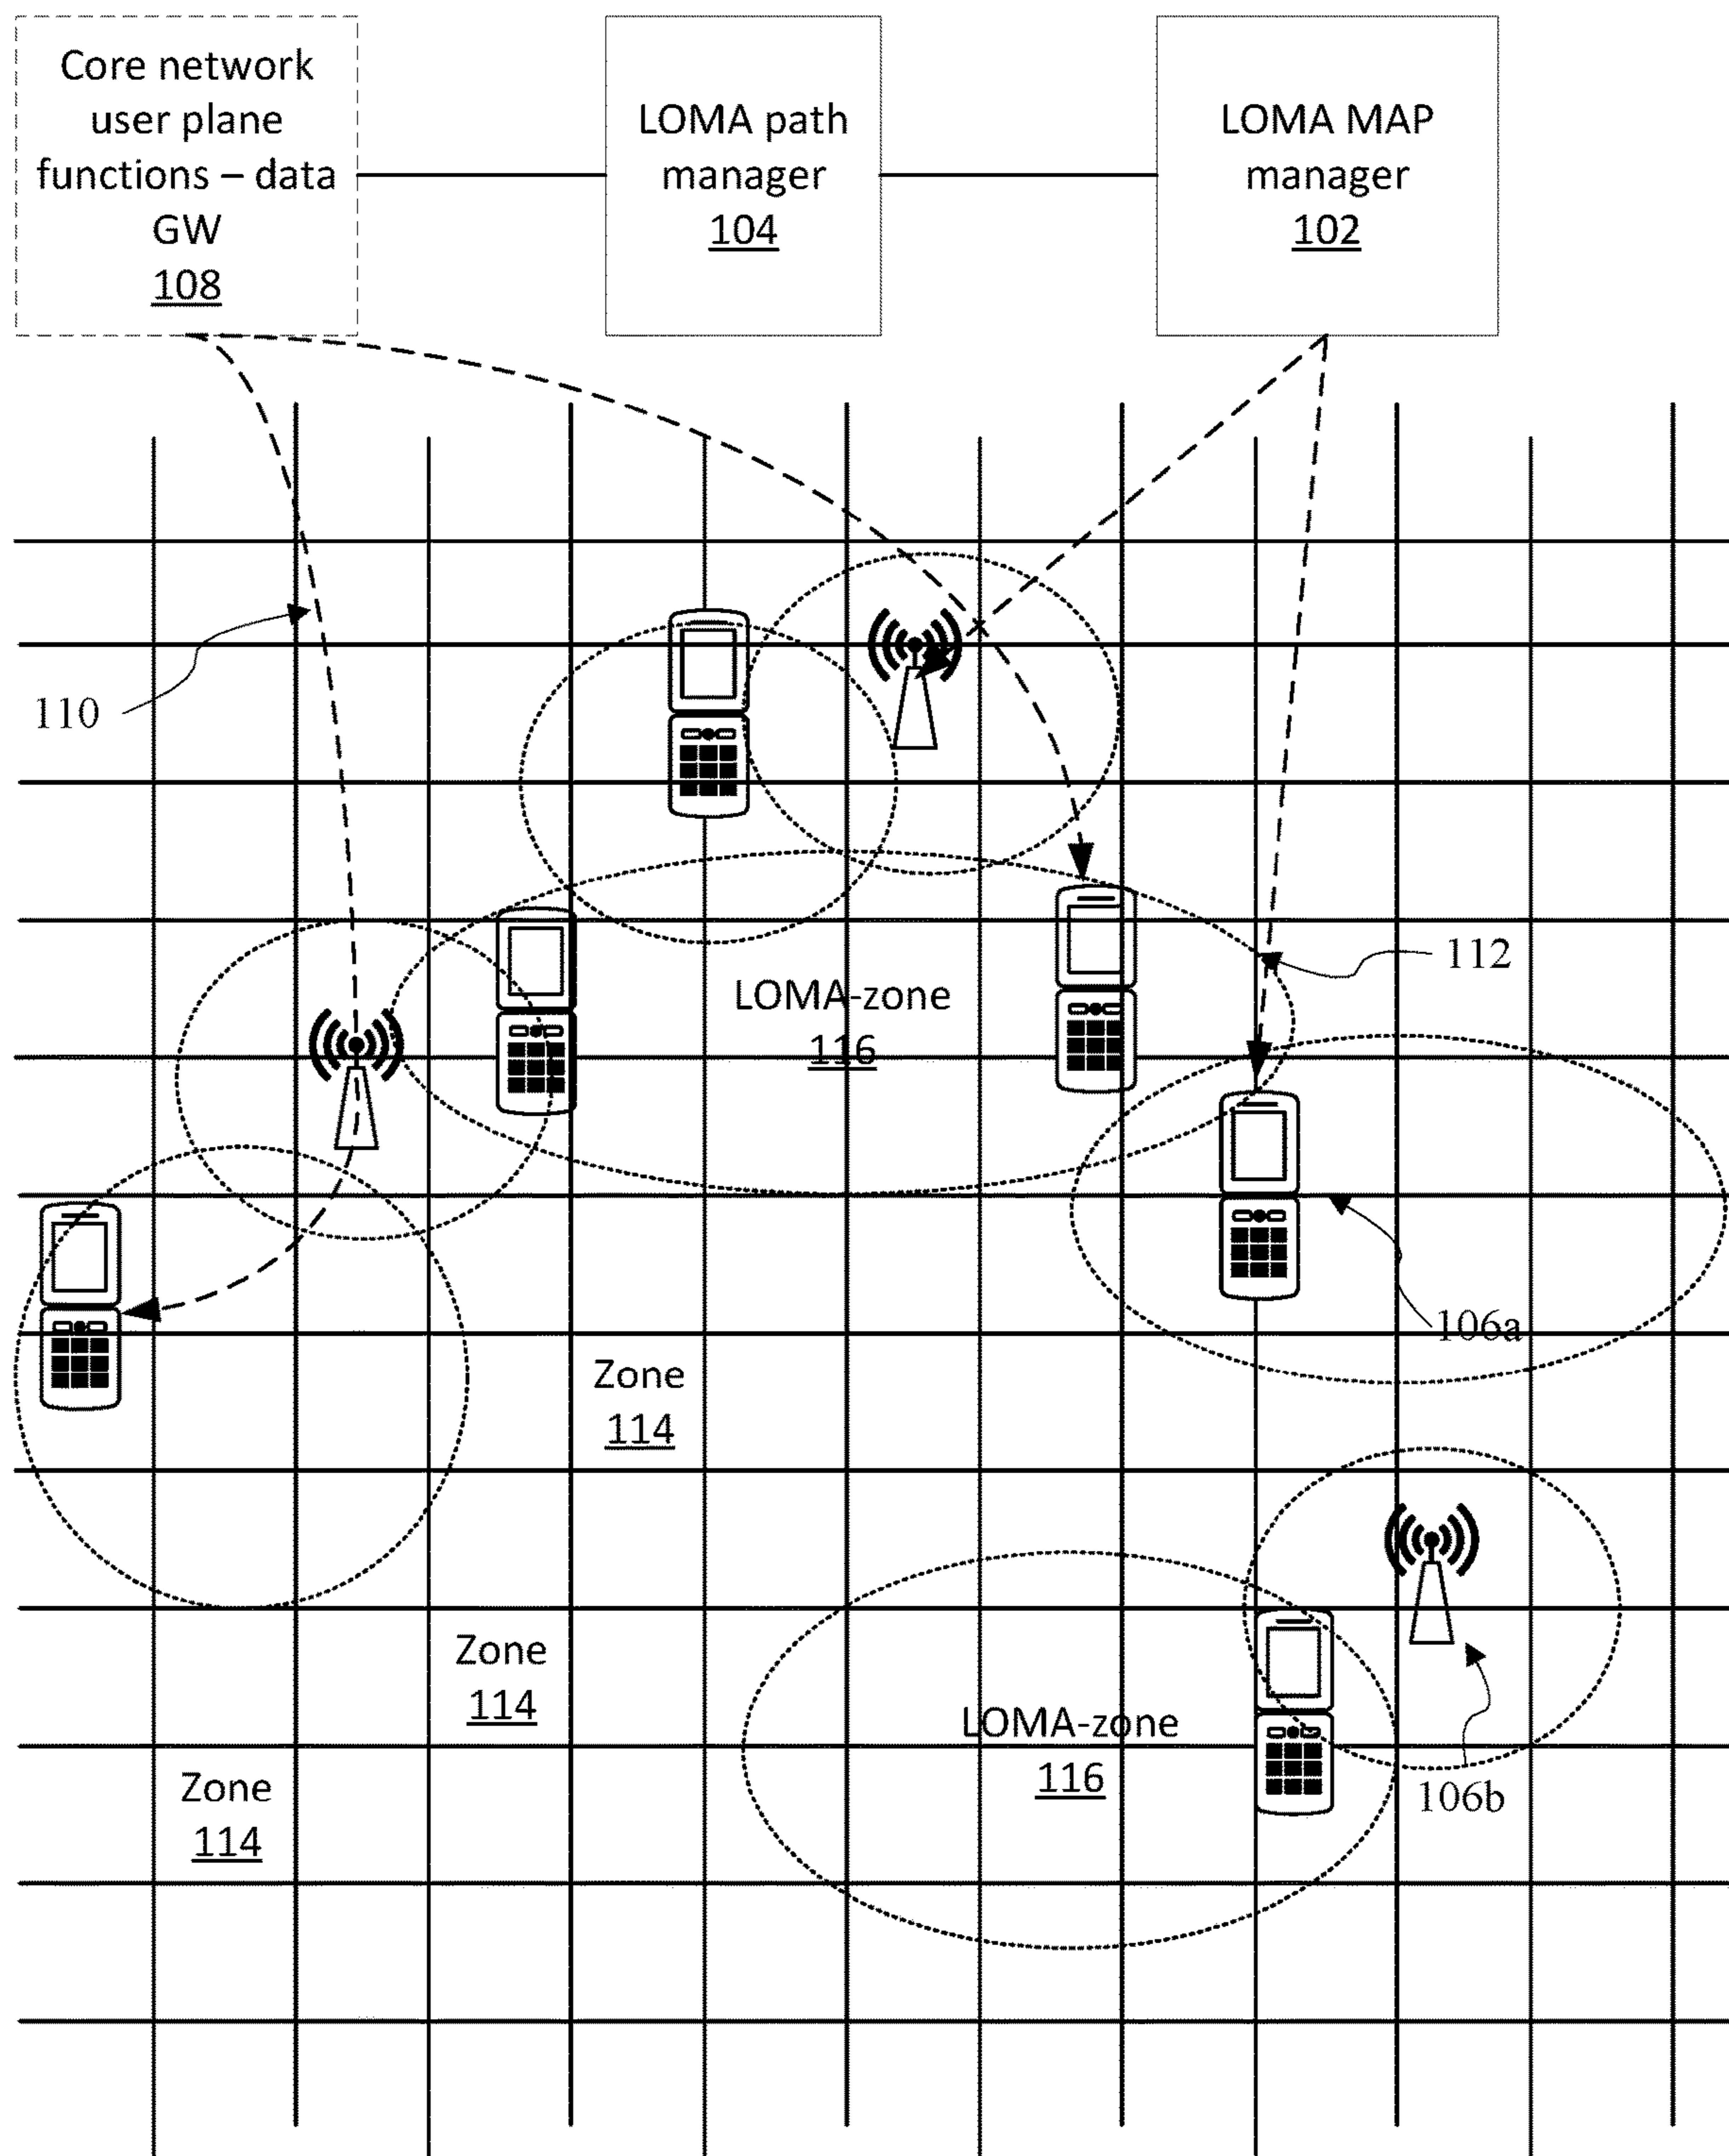 Core network
user plane
functions – data
GW
108
LOMA path
manager
104
LOMA MAP
manager
102
110
112
LOMA-zone
116
106a
Zone
114
Zone
114
LOMA-zone
116
106b
Zone
114